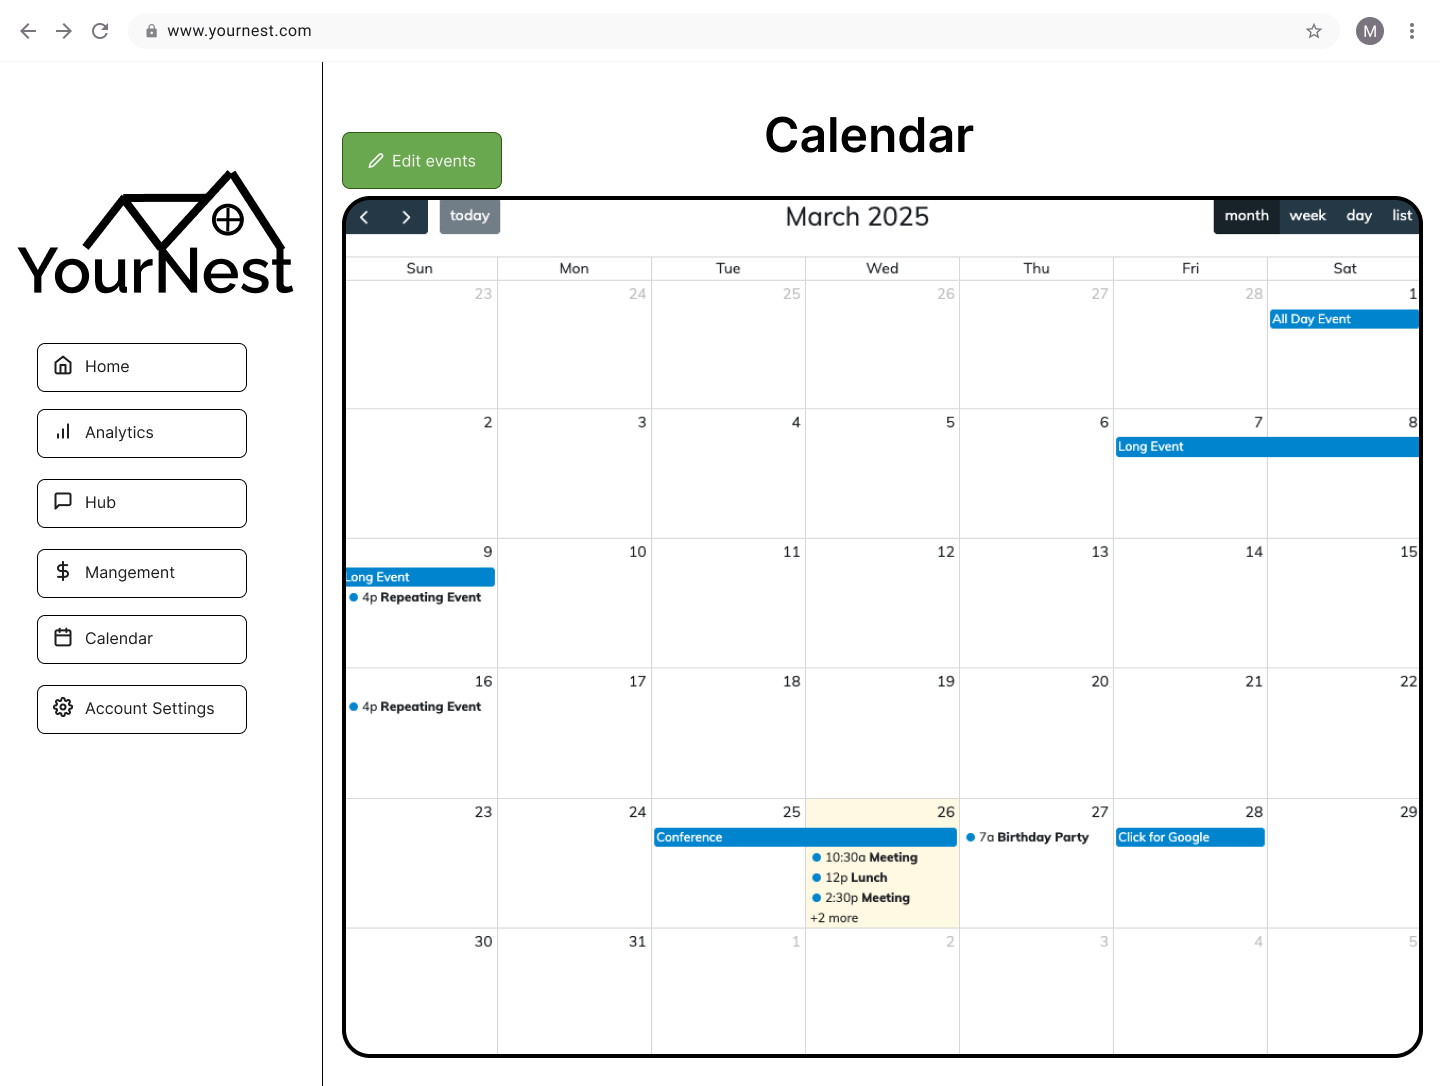 www.yournest.com
M
YourNest
Home
Analytics
Hub
Mangement
Calendar
Account Settings
Calendar
Edit events
today
March 2025
month week day list
Sun Mon Tue Wed Thu Fri Sat
23 24 25 26 27 28 1
All Day Event
2 3 4 5 6 7 8
Long Event
9 10 11 12 13 14 15
Long Event
4p Repeating Event
16 17 18 19 20 21 22
4p Repeating Event
23 24 25 26 27 28 29
Conference 7a Birthday Party Click for Google
10:30a Meeting
12p Lunch
2:30p Meeting
+2 more
30 31 1 2 3 4 5